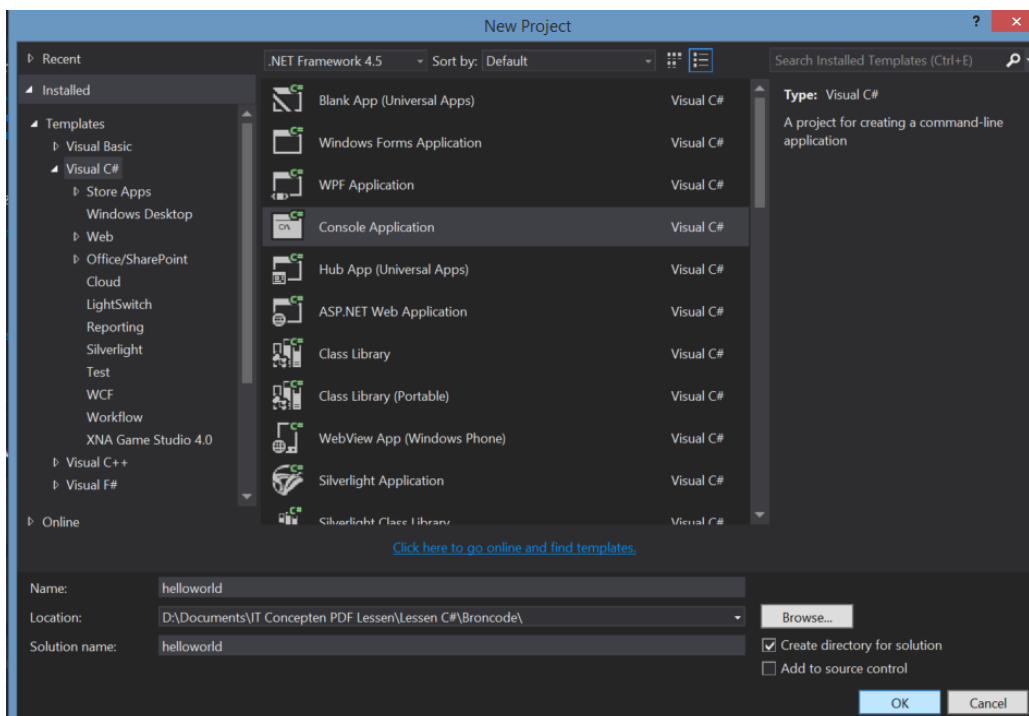 New Project
?
Recent
Installed
Templates
Visual Basic
Visual C#
Store Apps
Windows Desktop
Web
Office/SharePoint
Cloud
LightSwitch
Reporting
Silverlight
Test
WCF
Workflow
XNA Game Studio 4.0
Visual C++
Visual F#
Online
.NET Framework 4.5 Sort by: Default
Blank App (Universal Apps) Visual C#
Windows Forms Application Visual C#
WPF Application Visual C#
Console Application Visual C#
Hub App (Universal Apps) Visual C#
ASP.NET Web Application Visual C#
Class Library Visual C#
Class Library (Portable) Visual C#
WebView App (Windows Phone) Visual C#
Silverlight Application Visual C#
Silverlight Class Library Visual C#
Click here to go online and find templates.
Search Installed Templates (Ctrl+E)
Type: Visual C#
A project for creating a command-line
application
Name: helloworld
Location: D:\Documents\IT Concepten PDF Lessen\Lessen C#\Broncode\
Browse...
Solution name: helloworld
Create directory for solution
Add to source control
OK Cancel